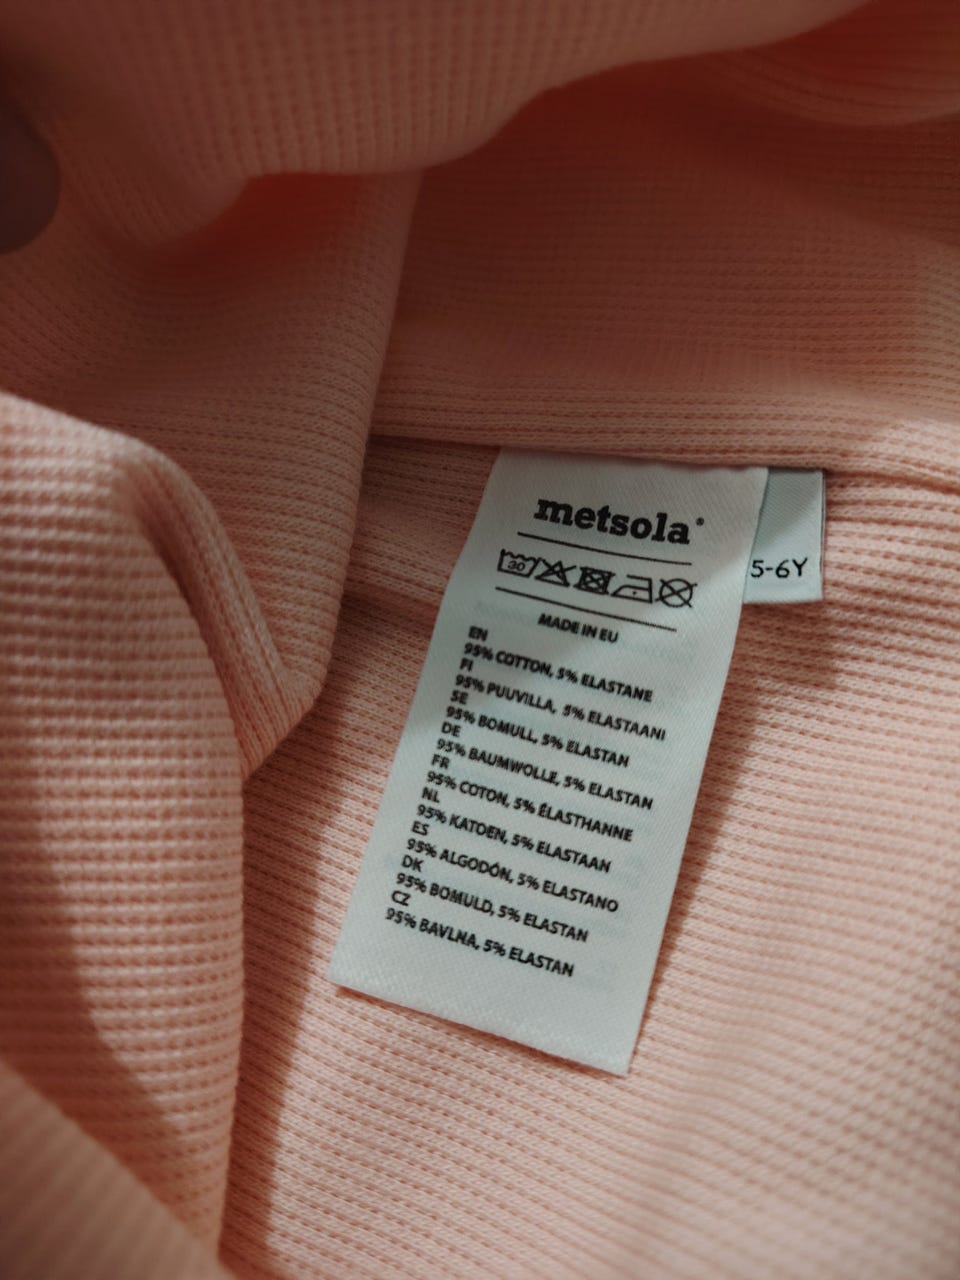 metsola®
30
MADE IN EU
EN
95% COTTON, 5% ELASTANE
FI
95% PUUVILLA, 5% ELASTAANI
SE
95% BOMULL, 5% ELASTAN
DE
95% BAUMWOLLE, 5% ELASTAN
FR
95% COTON, 5% ÉLASTHANNE
NL
95% KATOEN, 5% ELASTAAN
ES
95% ALGODÓN, 5% ELASTANO
DK
95% BOMULD, 5% ELASTAN
CZ
95% BAVLNA, 5% ELASTAN
5-6Y